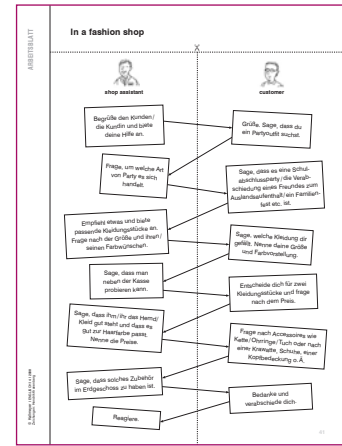 ARBEITSBLATT
In a fashion shop
shop assistant
customer
Begrüße den Kunden/
die Kundin und biete
deine Hilfe an.
Grüße. Sage, dass du
ein Partyoutfit suchst.
Frage, um welche Art
von Party es sich
handelt.
Sage, dass es eine Schul-
abschlussparty/die Verab-
schiedung eines Freundes zum
Auslandsaufenthalt/ein Familien-
fest etc. ist.
Empfiehl etwas und biete
passende Kleidungsstücke an.
Frage nach der Größe und ihren/
seinen Farbwünschen.
Sage, welche Kleidung dir
gefällt. Nenne deine Größe
und Farbvorstellung.
Sage, dass man
neben der Kasse
probieren kann.
Entscheide dich für zwei
Kleidungsstücke und frage
nach dem Preis.
Sage, dass ihm/ihr das Hemd/
Kleid gut steht und dass es
gut zur Haarfarbe passt.
Nenne die Preise.
Frage nach Accessoires wie
Kette/Ohrringe/Tuch oder nach
einer Krawatte, Schuhe, einer
Kopfbedeckung o. Ä.
Sage, dass solches Zubehör
im Erdgeschoss zu haben ist.
Bedanke und
verabschiede dich.
Reagiere.